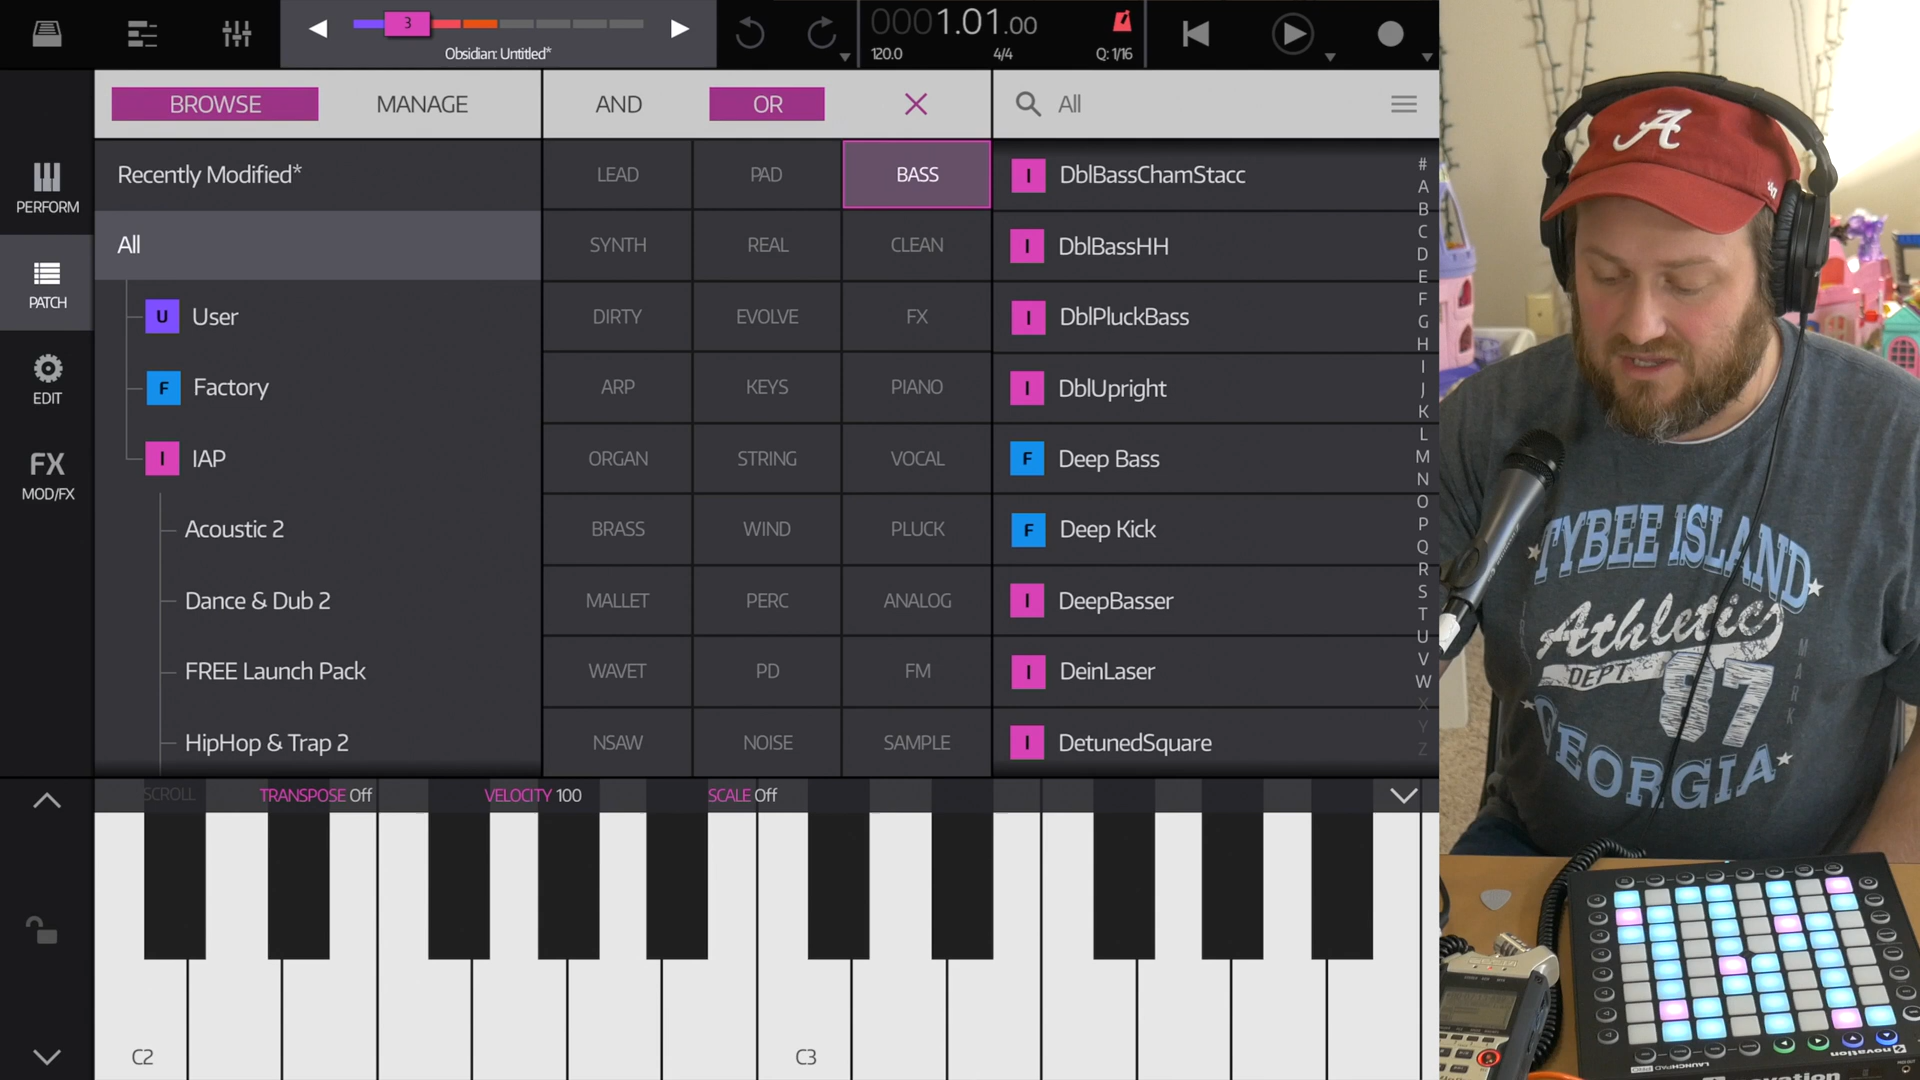 3
Obsidian: Untitled*
0001.01.00
120.0
4/4
Q: 1/16
BROWSE
MANAGE
AND
OR
All
PERFORM
PATCH
EDIT
FX
MOD/FX
Recently Modified*
All
U
User
F
Factory
I
IAP
Acoustic 2
Dance & Dub 2
FREE Launch Pack
HipHop & Trap 2
LEAD
PAD
BASS
SYNTH
REAL
CLEAN
DIRTY
EVOLVE
FX
ARP
KEYS
PIANO
ORGAN
STRING
VOCAL
BRASS
WIND
PLUCK
MALLET
PERC
ANALOG
WAVET
PD
FM
NSAW
NOISE
SAMPLE
I
DblBassChamStacc
I
DblBassHH
I
DblPluckBass
I
DblUpright
F
Deep Bass
F
Deep Kick
I
DeepBasser
I
DeinLaser
I
DetunedSquare
#
A
B
C
D
E
F
G
H
I
J
K
L
M
N
O
P
Q
R
S
T
U
V
W
X
Y
Z
SCROLL
TRANSPOSE Off
VELOCITY 100
SCALE Off
C2
C3
A
TYBEE ISLAND
Athletic
DEPT
87
MARK
GEORGIA
novation
novation